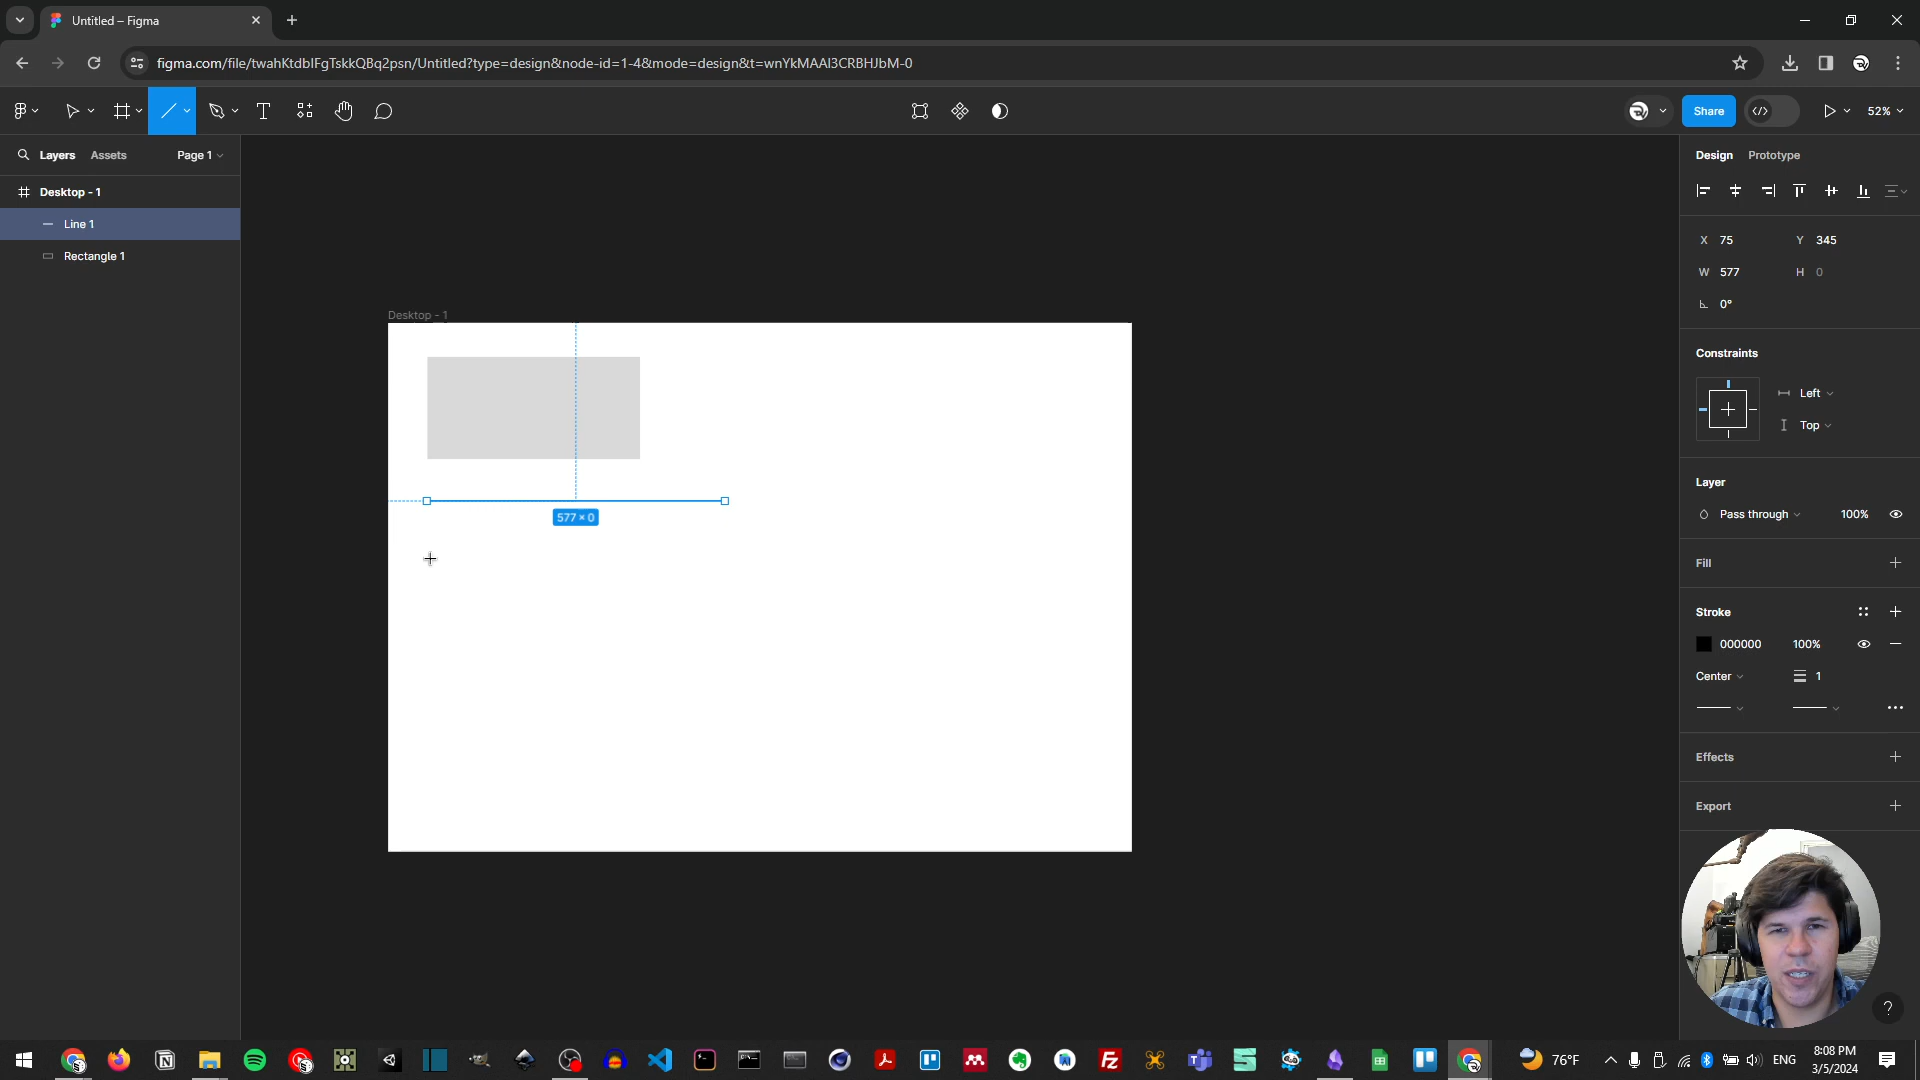 Untitled – Figma
figma.com/file/twahKtdbIFgTskkQBq2psn/Untitled?type=design&node-id=1-4&mode=design&t=wnYkMAAI3CRBHJbM-0
Share
52%
Layers Assets Page 1
Desktop - 1
Line 1
Rectangle 1
Desktop - 1
577 × 0
Design Prototype
X 75 Y 345
W 577 H 0
0°
Constraints
Left
Top
Layer
Pass through 100%
Fill
Stroke
000000 100%
Center 1
Effects
Export
?
76°F
ENG
8:08 PM
3/5/2024